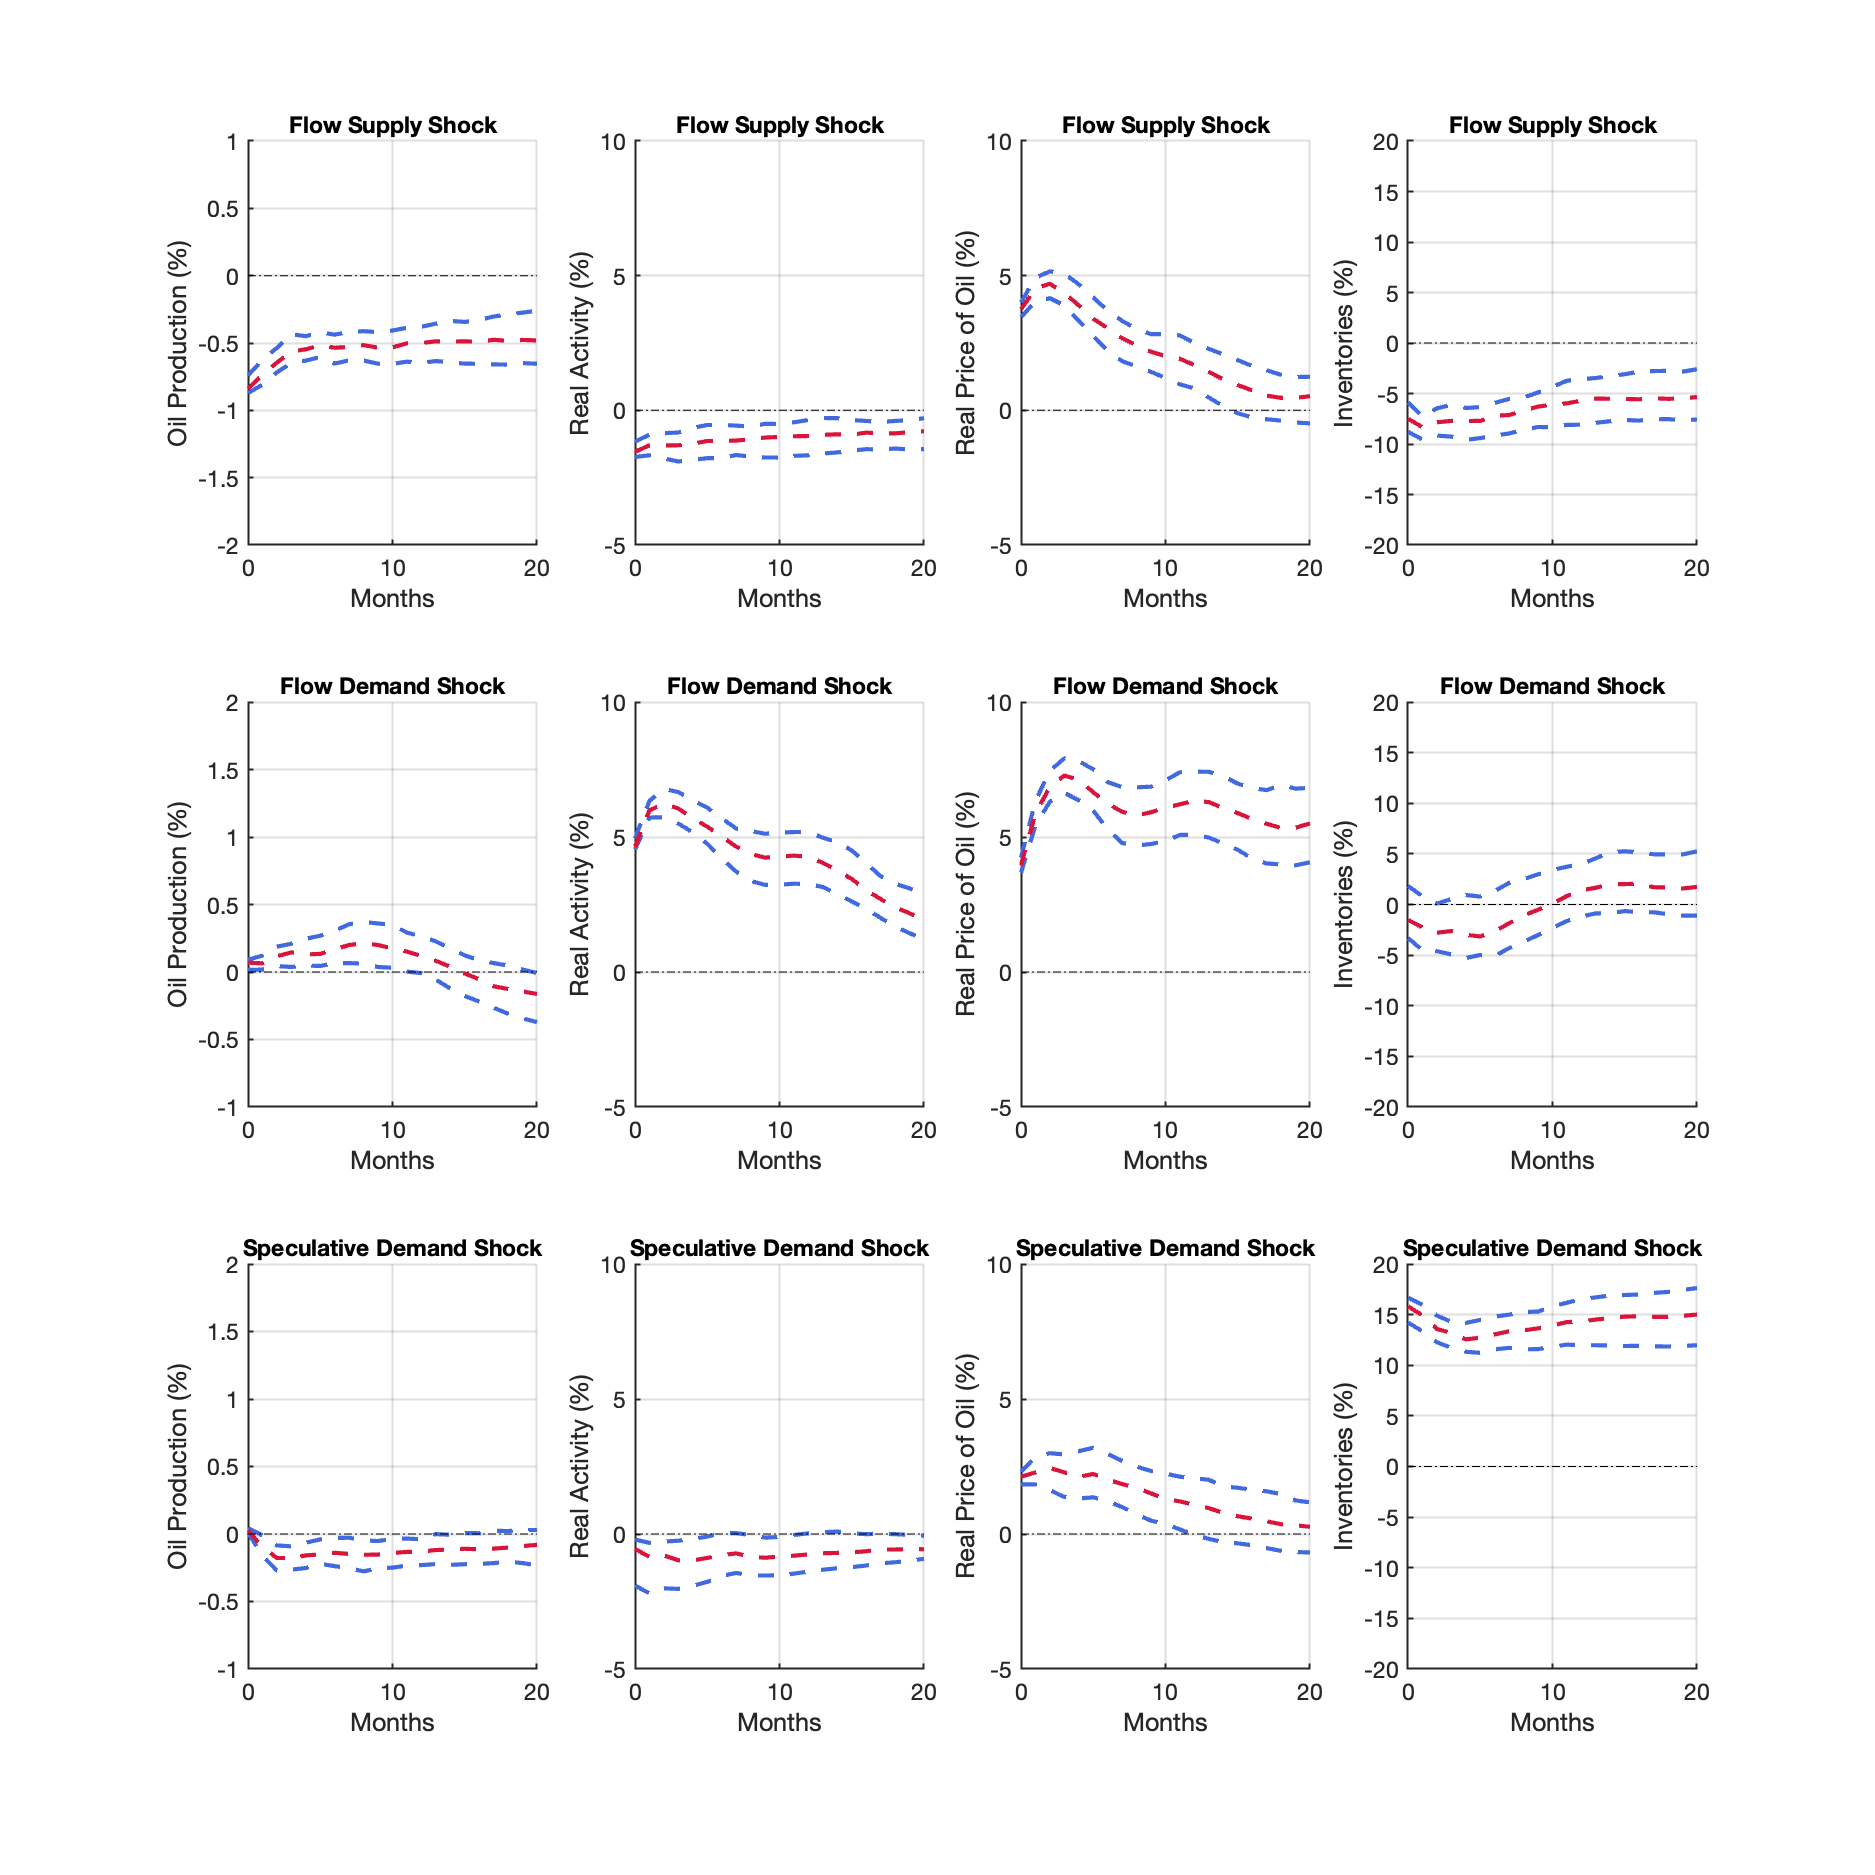 Flow Supply Shock
Oil Production (%)
1
0.5
0
-0.5
-1
-1.5
-2
0 10 20
Months
Flow Supply Shock
Real Activity (%)
10
5
0
-5
0 10 20
Months
Flow Supply Shock
Real Price of Oil (%)
10
5
0
-5
0 10 20
Months
Flow Supply Shock
Inventories (%)
20
15
10
5
0
-5
-10
-15
-20
0 10 20
Months
Flow Demand Shock
Oil Production (%)
2
1.5
1
0.5
0
-0.5
-1
0 10 20
Months
Flow Demand Shock
Real Activity (%)
10
5
0
-5
0 10 20
Months
Flow Demand Shock
Real Price of Oil (%)
10
5
0
-5
0 10 20
Months
Flow Demand Shock
Inventories (%)
20
15
10
5
0
-5
-10
-15
-20
0 10 20
Months
Speculative Demand Shock
Oil Production (%)
2
1.5
1
0.5
0
-0.5
-1
0 10 20
Months
Speculative Demand Shock
Real Activity (%)
10
5
0
-5
0 10 20
Months
Speculative Demand Shock
Real Price of Oil (%)
10
5
0
-5
0 10 20
Months
Speculative Demand Shock
Inventories (%)
20
15
10
5
0
-5
-10
-15
-20
0 10 20
Months